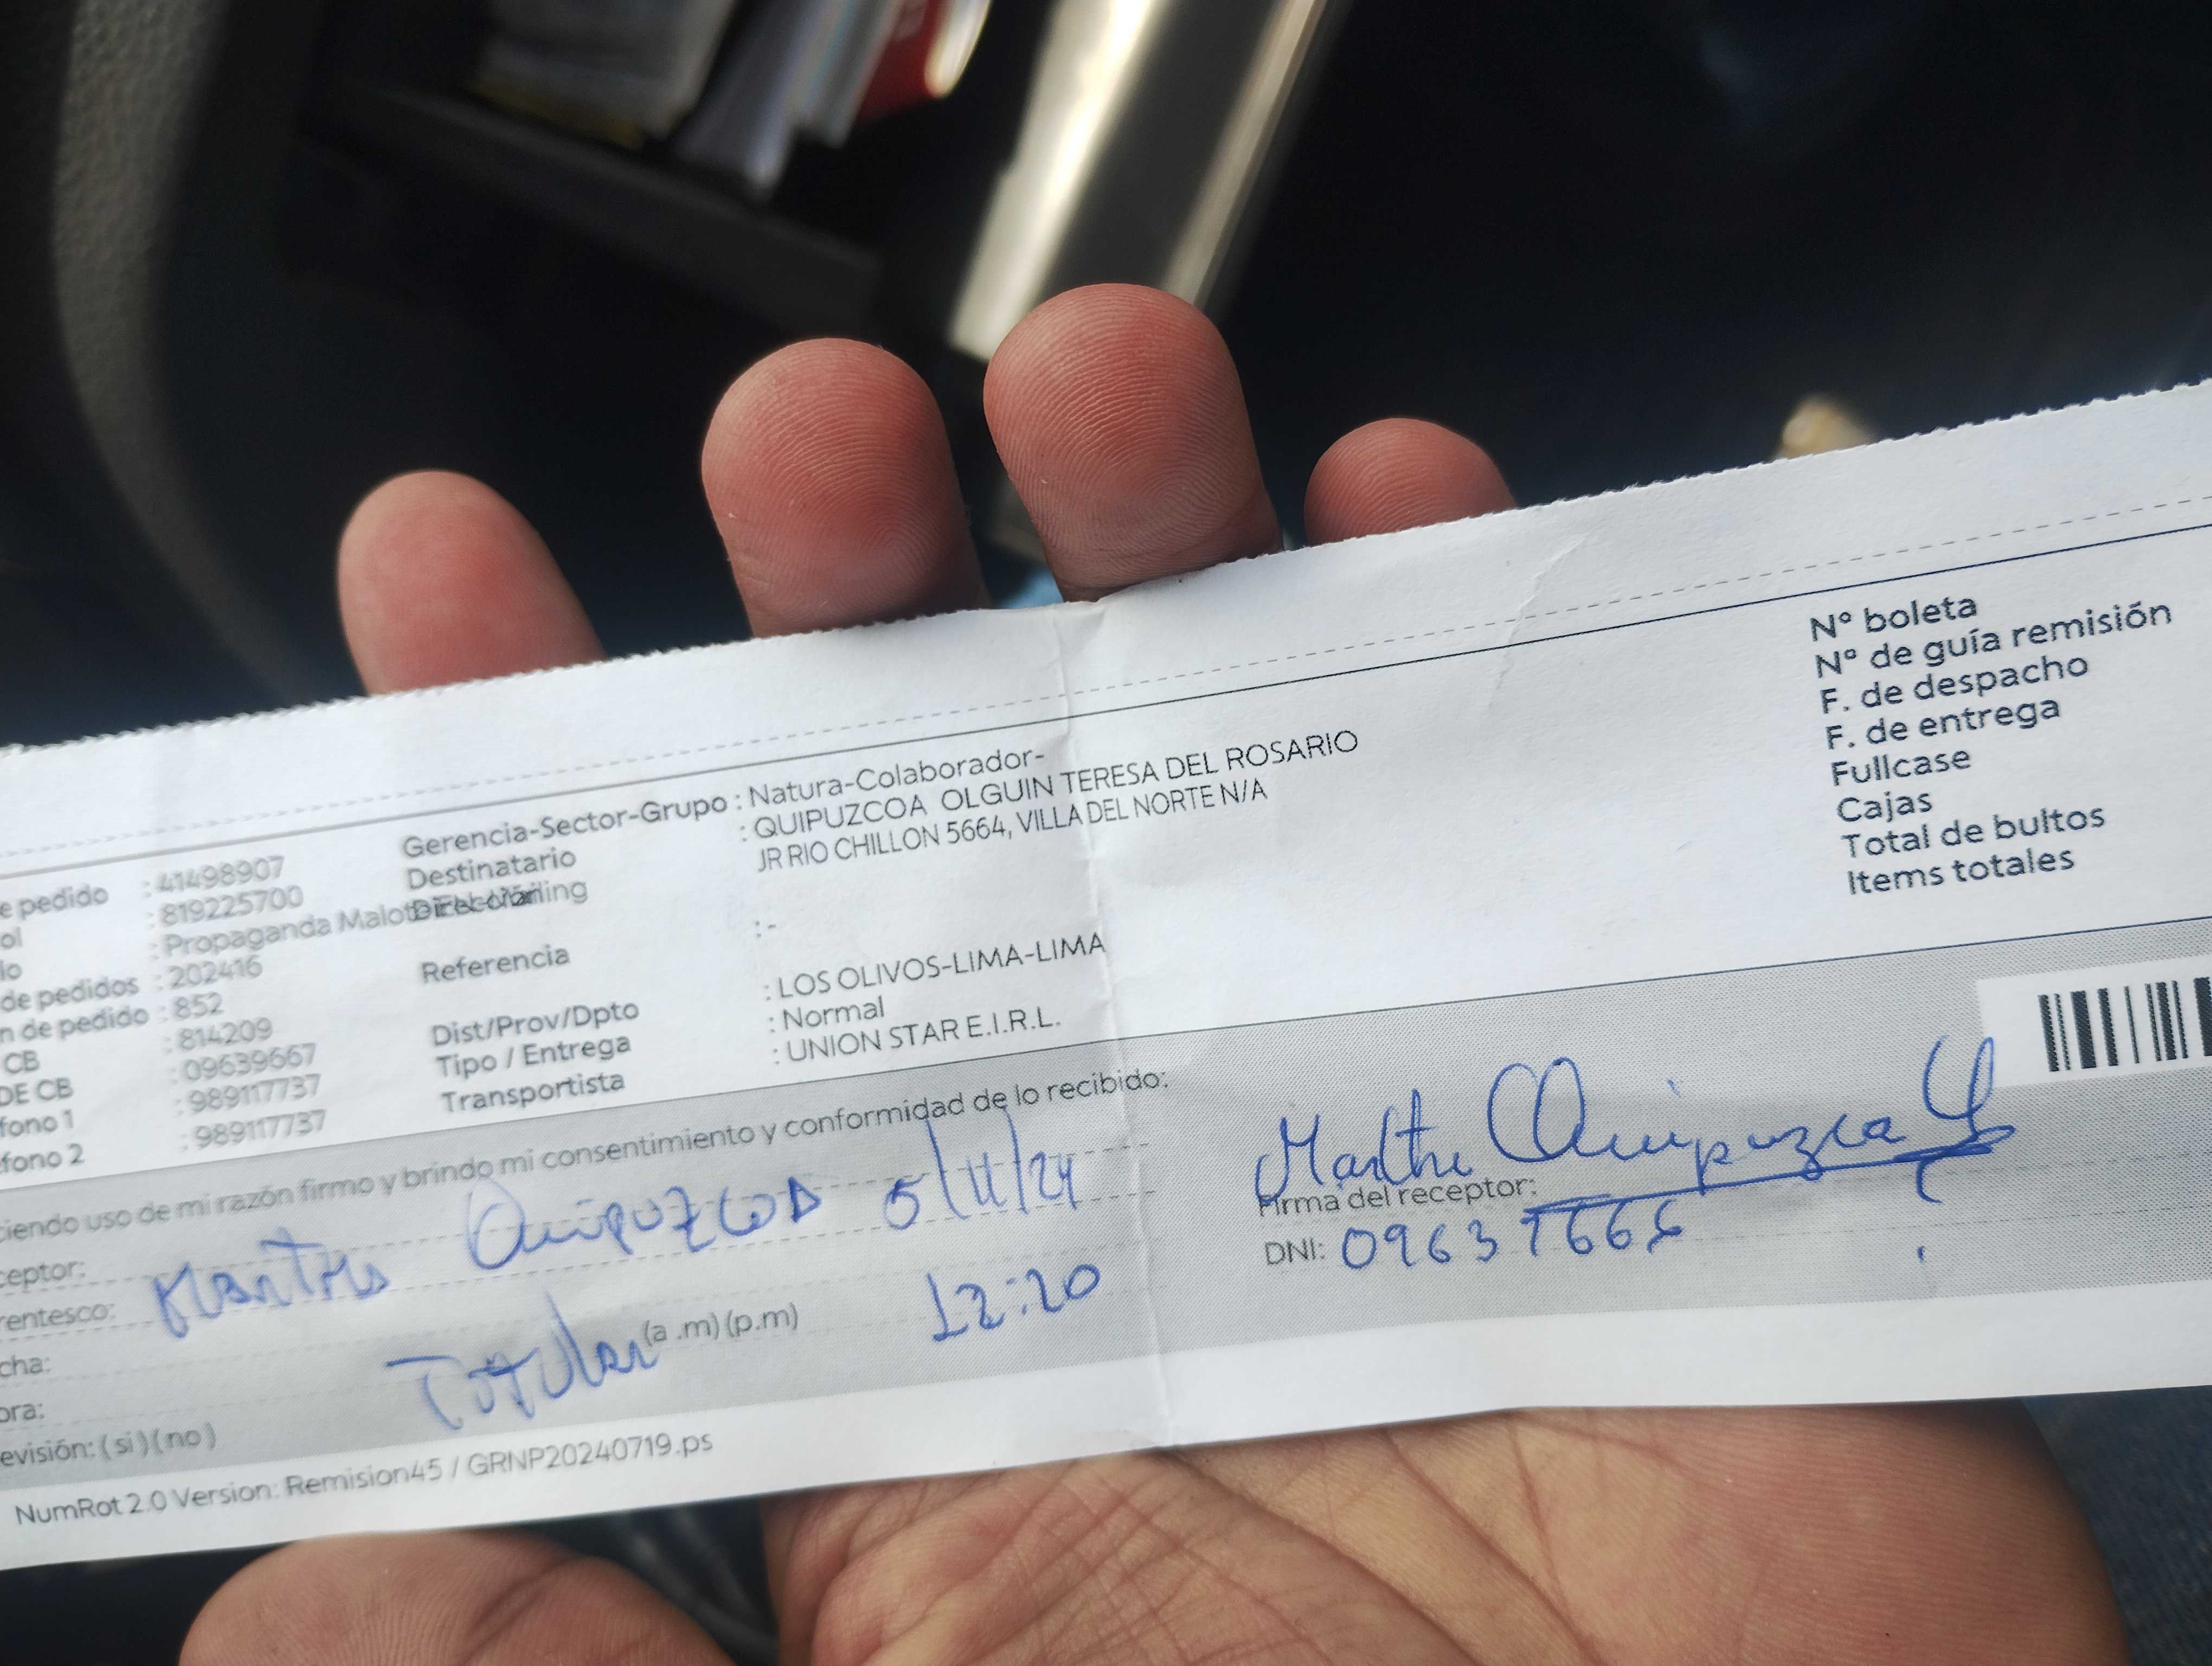 e pedido : 41498907
ol : 819225700
io : Propaganda Malote
de pedidos : 202416
n de pedido : 852
CB : 814209
DE CB : 09639667
fono 1 : 989117737
fono 2 : 989117737
Gerencia-Sector-Grupo : Natura-Colaborador-
Destinatario : QUIPUZCOA OLGUIN TERESA DEL ROSARIO
JR RIO CHILLON 5664, VILLA DEL NORTE N/A
Referencia : -
Dist/Prov/Dpto : LOS OLIVOS-LIMA-LIMA
Tipo / Entrega : Normal
Transportista : UNION STAR E.I.R.L.
N° boleta
N° de guía remisión
F. de despacho
F. de entrega
Fullcase
Cajas
Total de bultos
Items totales
ciendo uso de mi razón firmo y brindo mi consentimiento y conformidad de lo recibido:
ceptor:
rentesco:
cha:
ora: (a .m) (p.m)
evisión: (si) (no)
Quipuzcoa 5/11/24
Titular 12:20
Quipuzcoa
Firma del receptor:
DNI:
NumRot 2.0 Version: Remision45 / GRNP20240719.ps